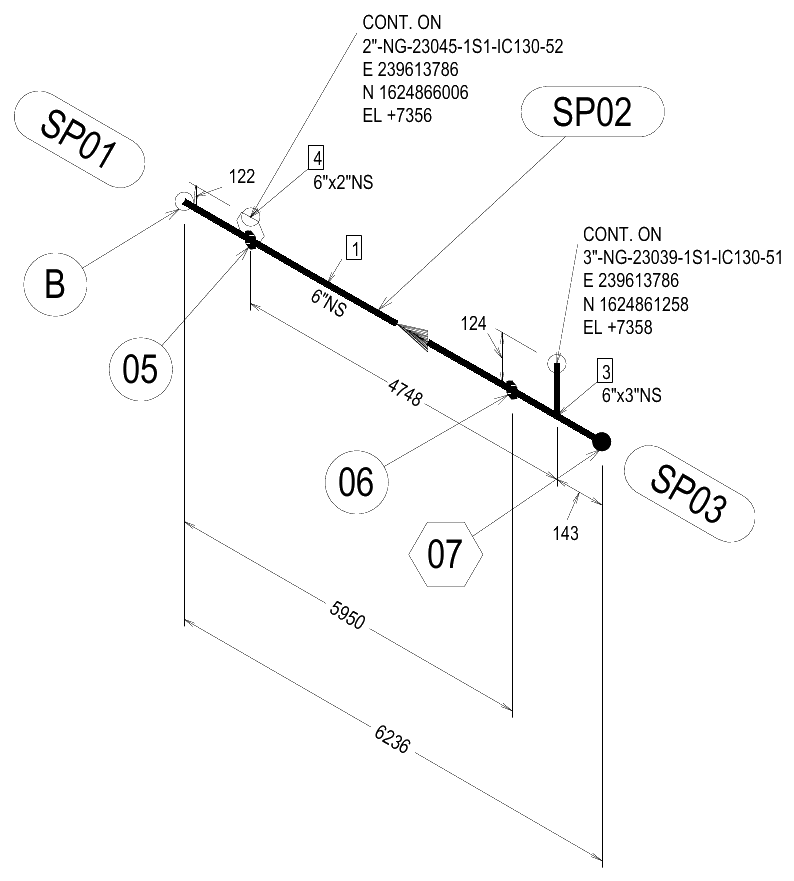 CONT. ON
2"-NG-23045-1S1-IC130-52
E 239613786
N 1624866006
EL +7356
SP01
SP02
122
4
6"x2"NS
CONT. ON
3"-NG-23039-1S1-IC130-51
E 239613786
N 1624861258
EL +7358
1
B
6"NS
124
05
3
4748
6"x3"NS
06
SP03
07
143
5950
6236